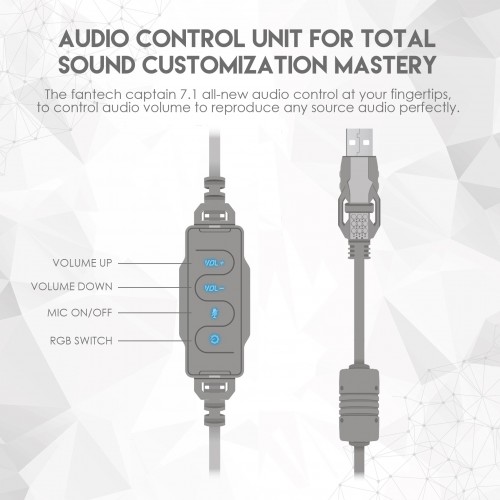 AUDIO CONTROL UNIT FOR TOTAL
SOUND CUSTOMIZATION MASTERY
The fantech captain 7.1 all-new audio control at your fingertips,
to control audio volume to reproduce any source audio perfectly.
VOLUME UP
VOL+
VOLUME DOWN
VOL-
MIC ON/OFF
RGB SWITCH